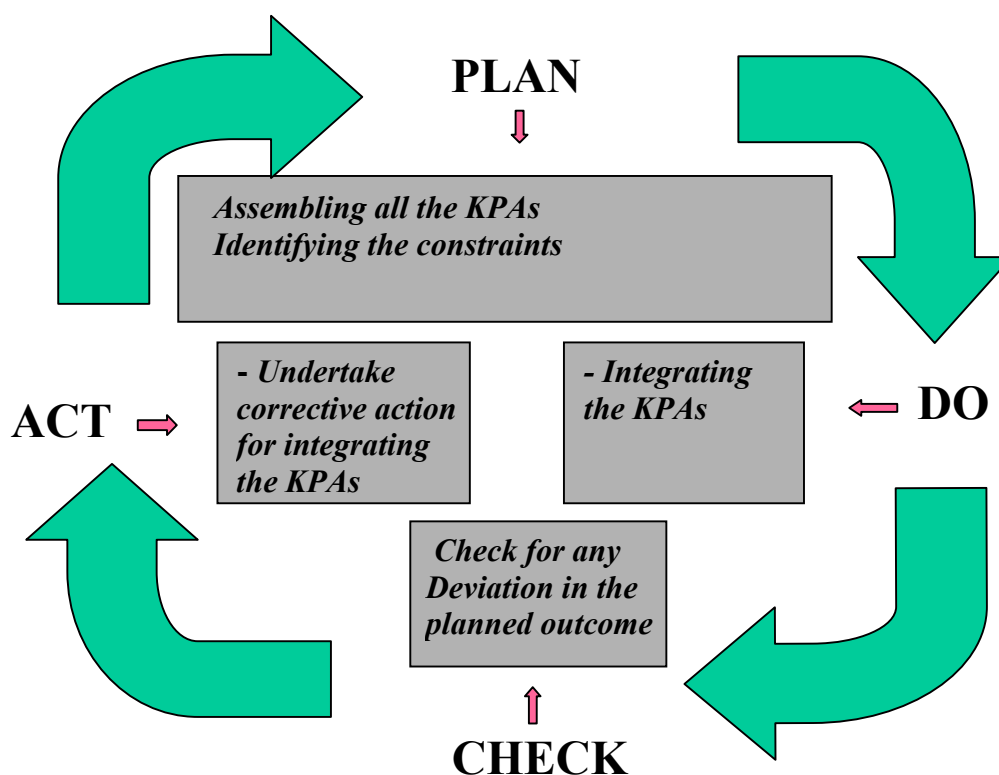 PLAN
Assembling all the KPAs
Identifying the constraints
- Undertake
corrective action
for integrating
the KPAs
- Integrating
the KPAs
ACT
DO
Check for any
Deviation in the
planned outcome
CHECK